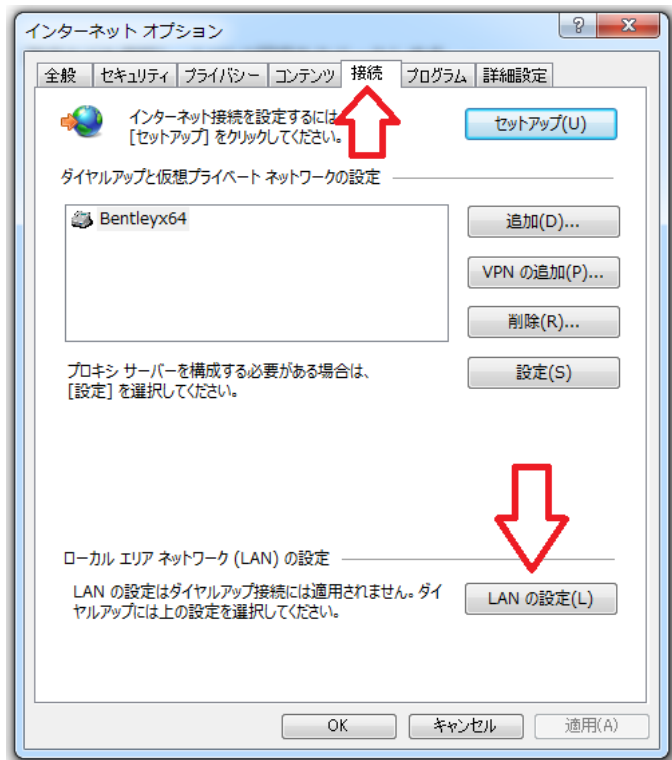 インターネット オプション
全般 セキュリティ プライバシー コンテンツ 接続 プログラム 詳細設定
インターネット接続を設定するには、
[セットアップ] をクリックしてください。
セットアップ(U)
ダイヤルアップと仮想プライベート ネットワークの設定
Bentleyx64
追加(D)...
VPN の追加(P)...
削除(R)...
プロキシ サーバーを構成する必要がある場合は、
[設定] を選択してください。
設定(S)
ローカル エリア ネットワーク (LAN) の設定
LAN の設定はダイヤルアップ接続には適用されません。ダイ
ヤルアップには上の設定を選択してください。
LAN の設定(L)
OK キャンセル 適用(A)